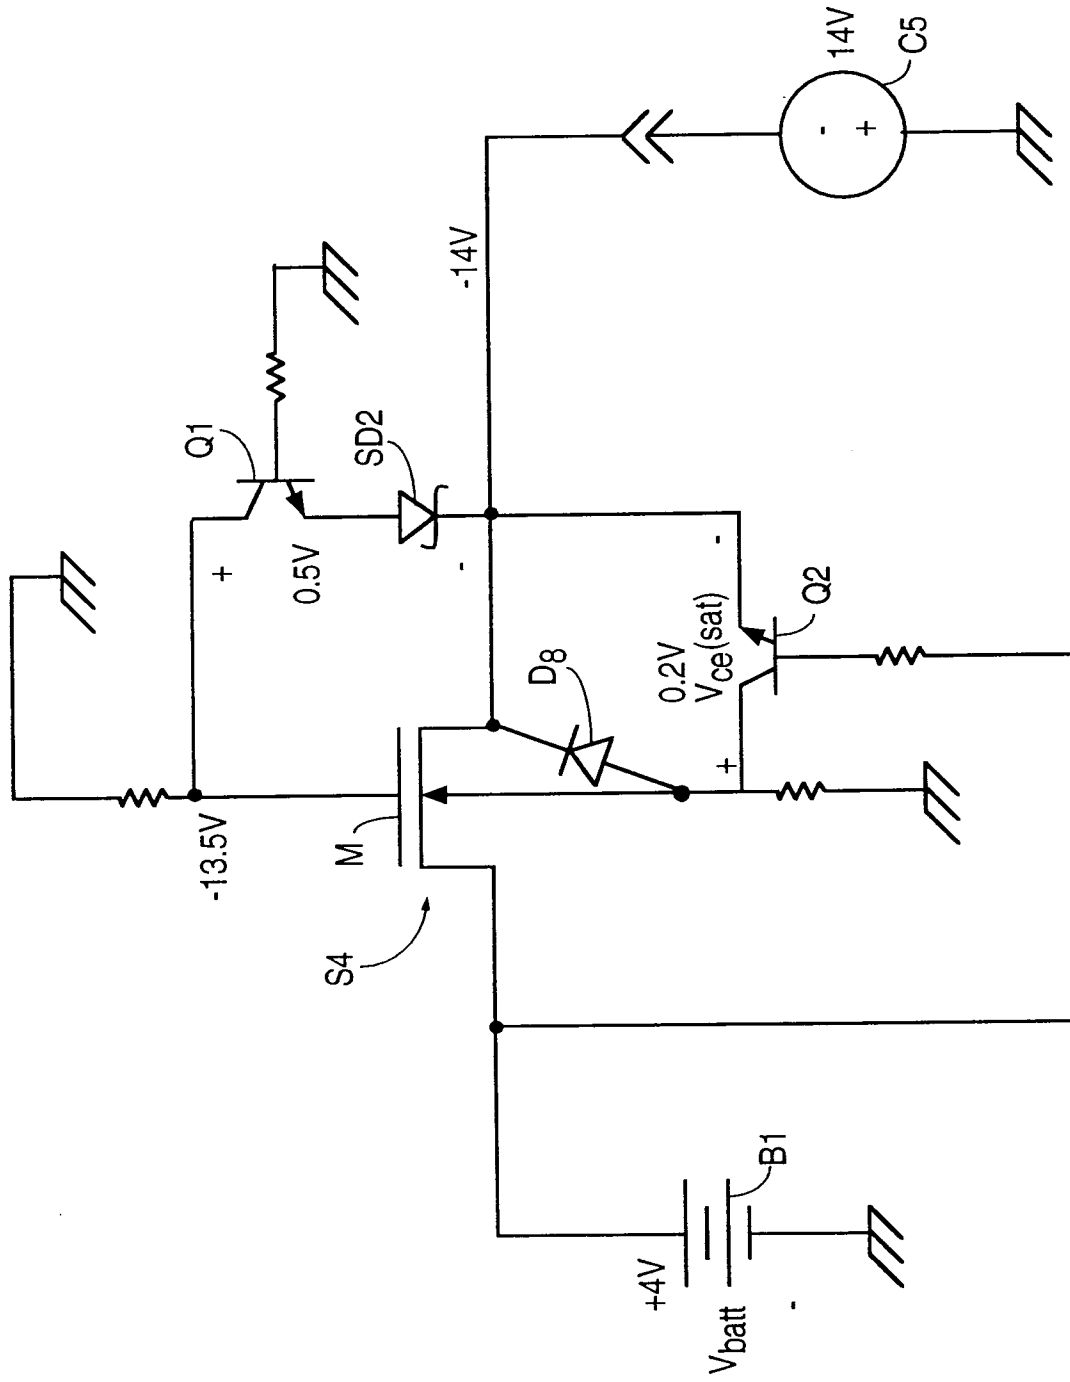 Q1
SD2
+
0.5V
-
-14V
14V
C5
-
+
-13.5V
M
S4
D8
0.2V
Vce(sat)
+
-
Q2
+4V
Vbatt
-
B1